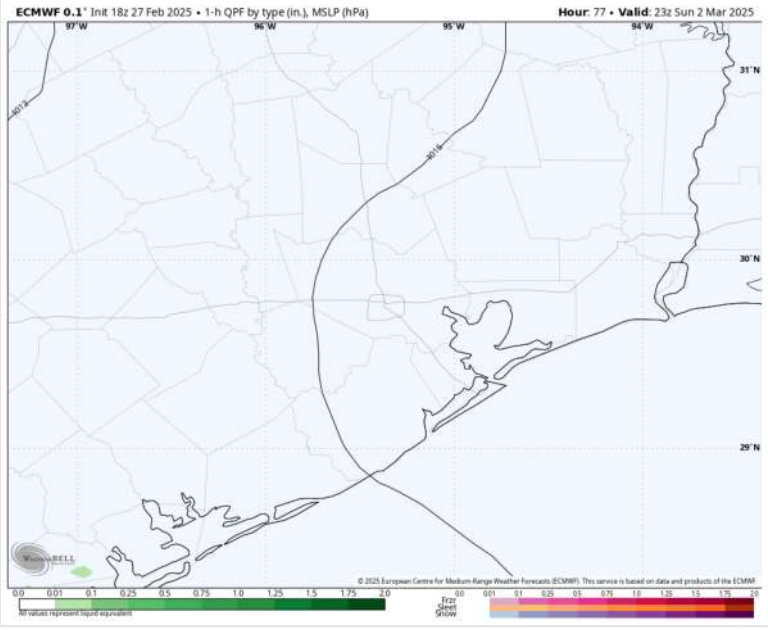 ECMWF 0.1° Init 18z 27 Feb 2025 • 1-h QPF by type (in.), MSLP (hPa)
Hour: 77 • Valid: 23z Sun 2 Mar 2025
97°W 96°W 95°W 94°W
31°N
1012
1016
30°N
29°N
WEATHERBELL
© 2025 European Centre for Medium-Range Weather Forecasts (ECMWF). This service is based on data and products of the ECMWF
0.0 0.01 0.1 0.25 0.5 0.75 1.0 1.25 1.5 1.75 2.0
All values represent liquid equivalent
0.0 0.01 0.1 0.25 0.5 0.75 1.0 1.25 1.5 1.75 2.0
Frzr
Sleet
Snow